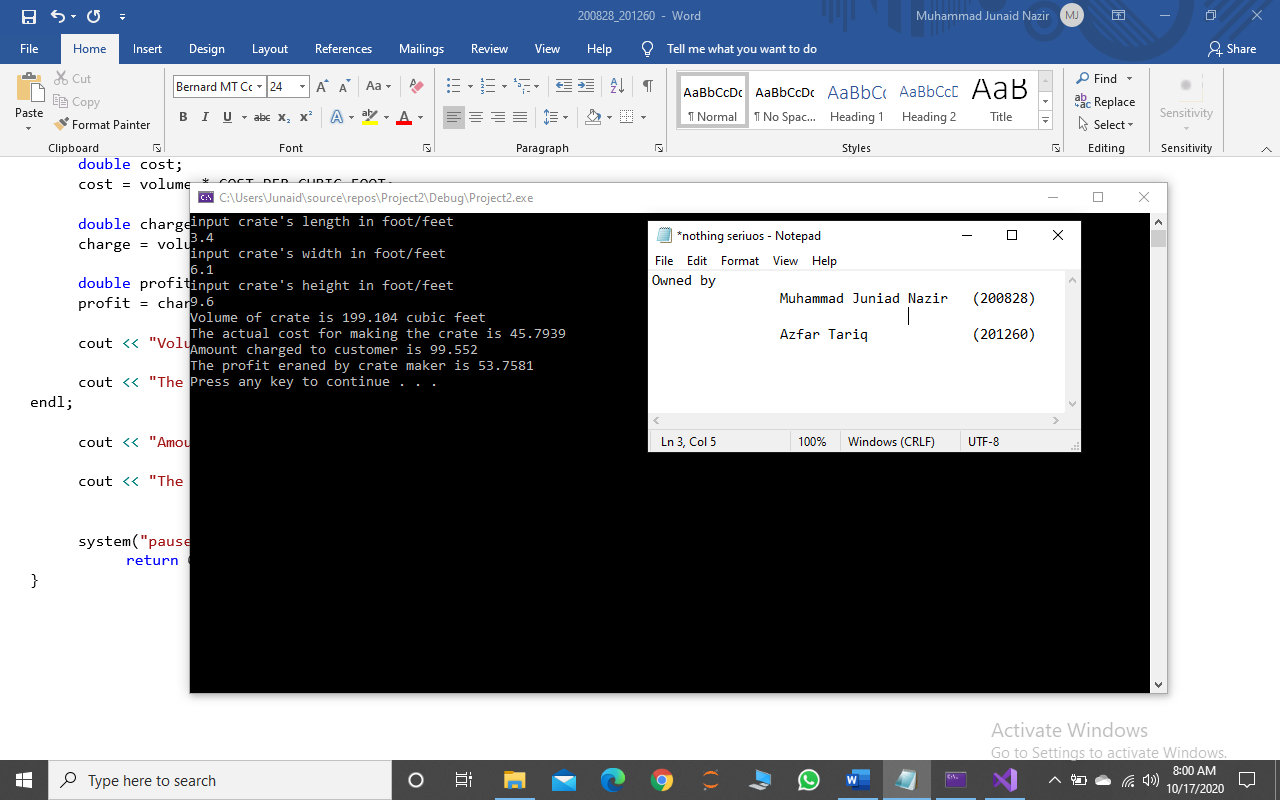 200828_201260 - Word
Muhammad Junaid Nazir
MJ
File Home Insert Design Layout References Mailings Review View Help Tell me what you want to do
Share
Paste
Cut
Copy
Format Painter
Clipboard
Bernard MT Cc 24
Font
Paragraph
AaBbCcDc AaBbCcDc AaBbCc AaBbCcD AaB
¶ Normal ¶ No Spac... Heading 1 Heading 2 Title
Styles
Find
Replace
Select
Editing
Sensitivity
Sensitivity
double cost;
cost = volume * COST_PER_CUBIC_FOOT;
double charge
charge = volu
double profit
profit = char
cout << "Volu
cout << "The
endl;
cout << "Amou
cout << "The
system("pause
return
}
C:\Users\Junaid\source\repos\Project2\Debug\Project2.exe
input crate's length in foot/feet
3.4
input crate's width in foot/feet
6.1
input crate's height in foot/feet
9.6
Volume of crate is 199.104 cubic feet
The actual cost for making the crate is 45.7939
Amount charged to customer is 99.552
The profit eraned by crate maker is 53.7581
Press any key to continue . . .
*nothing seriuos - Notepad
File Edit Format View Help
Owned by
Muhammad Juniad Nazir (200828)
Azfar Tariq (201260)
Ln 3, Col 5 100% Windows (CRLF) UTF-8
Activate Windows
Go to Settings to activate Windows.
Type here to search
8:00 AM
10/17/2020